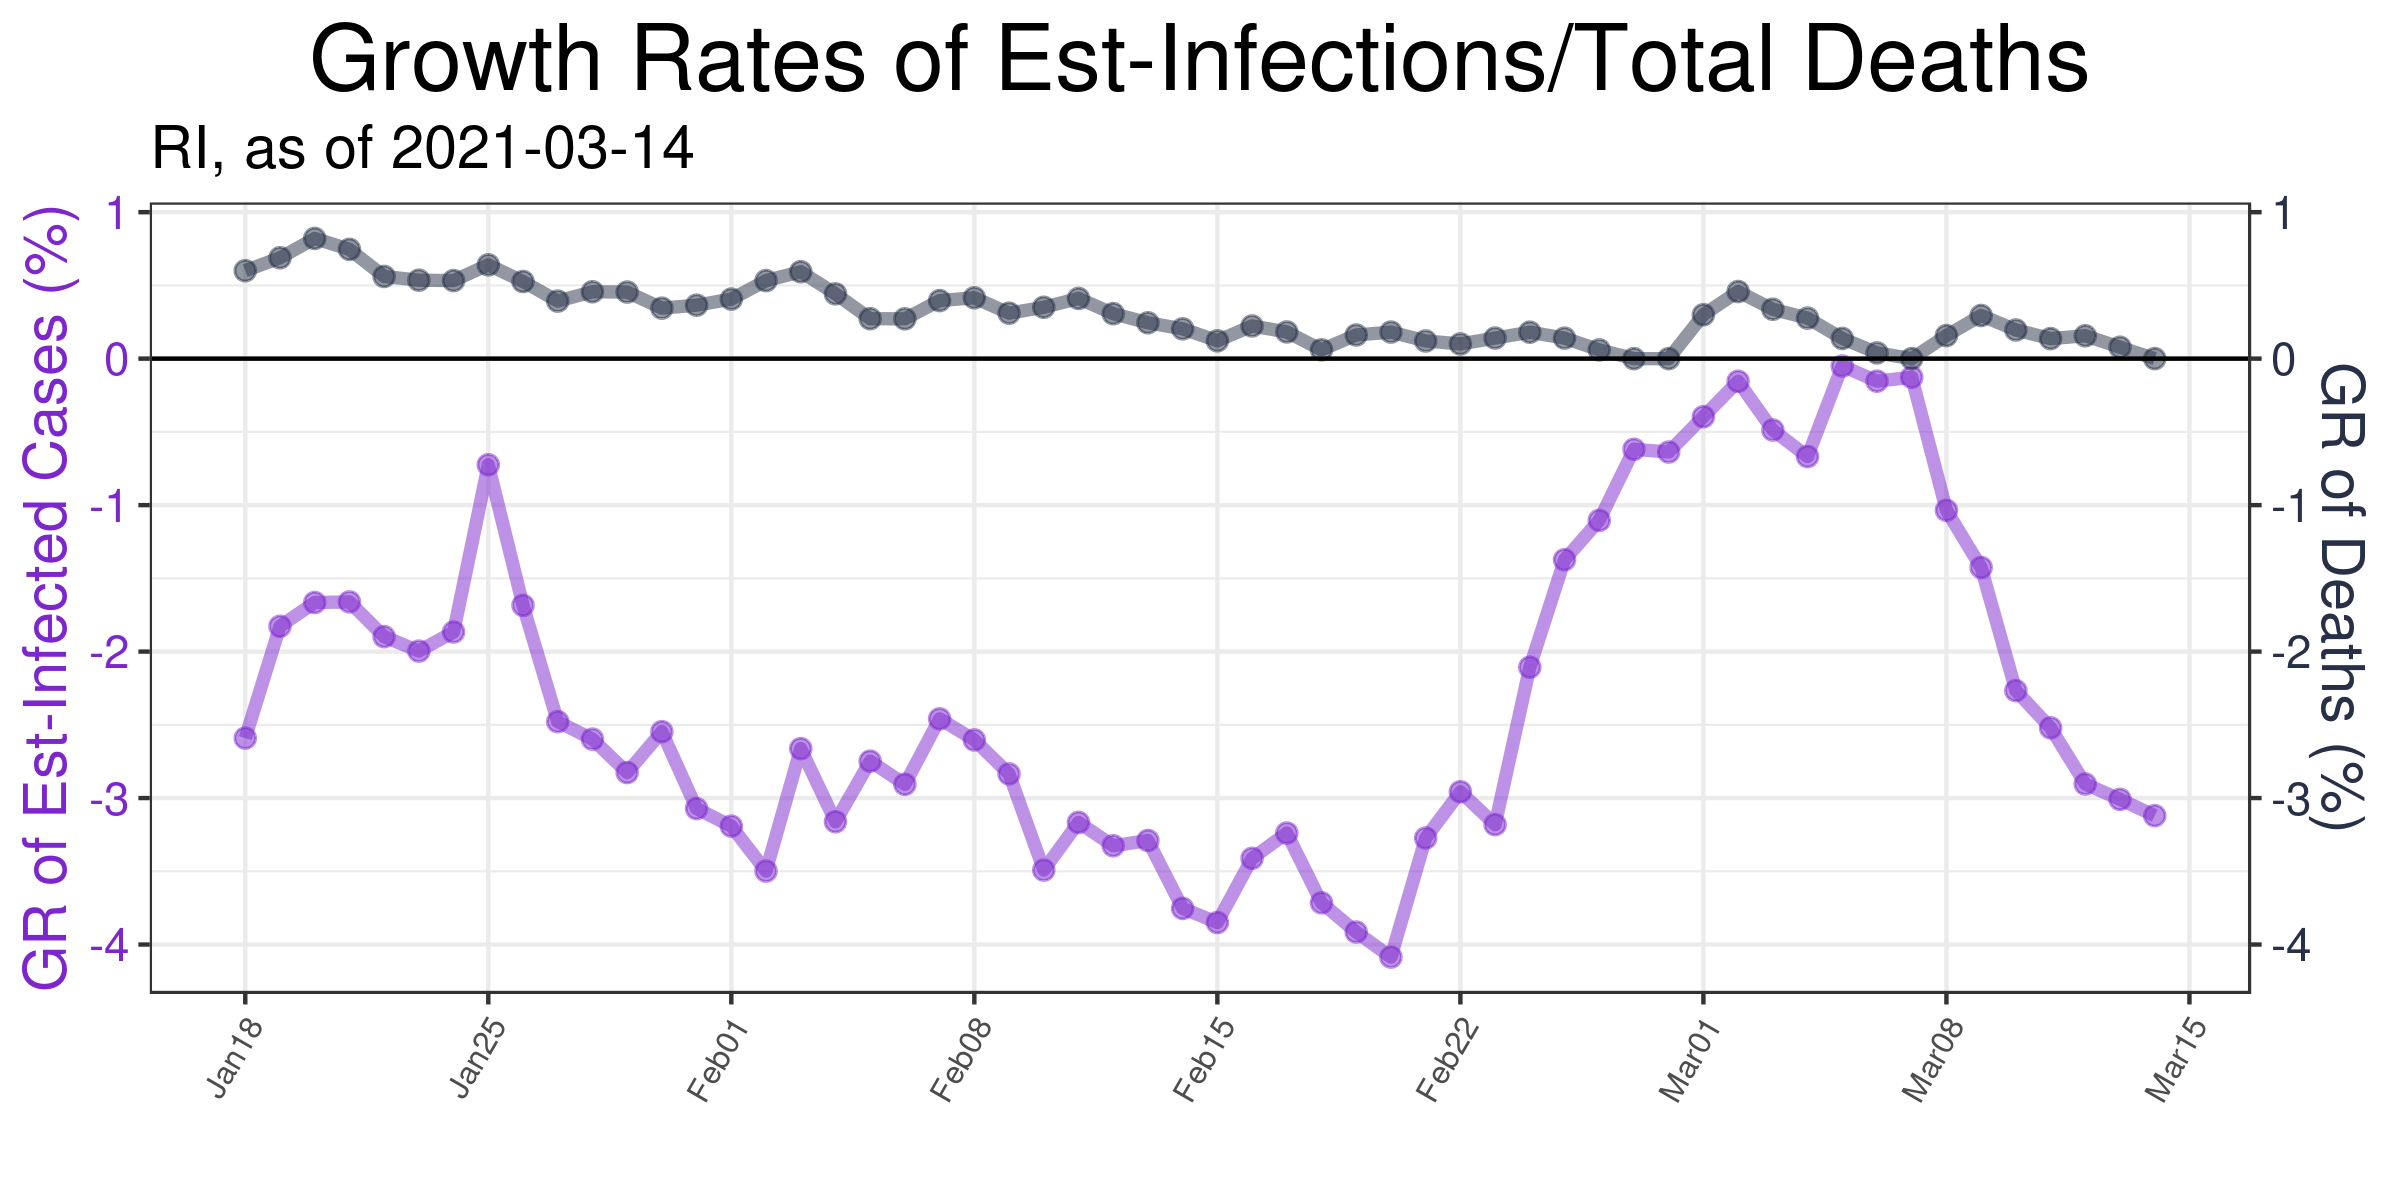 Growth Rates of Est-Infections/Total Deaths
RI, as of 2021-03-14
GR of Est-Infected Cases (%)
1
0
-1
-2
-3
-4
1
0
-1
-2
-3
-4
GR of Deaths (%)
Jan18
Jan25
Feb01
Feb08
Feb15
Feb22
Mar01
Mar08
Mar15